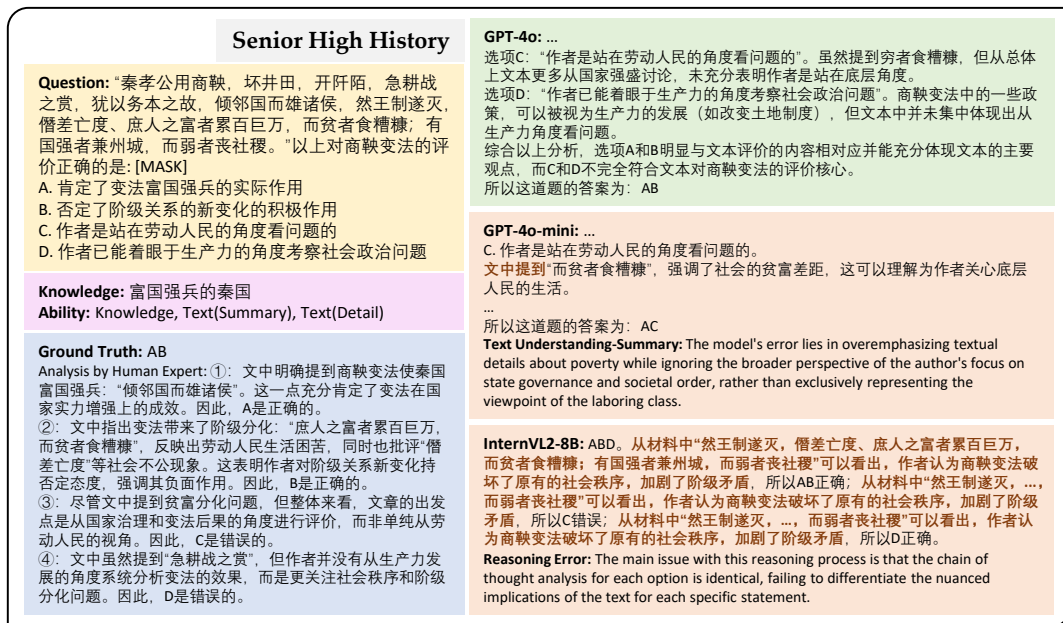 Senior High History
Question: “秦孝公用商鞅，坏井田，开阡陌，急耕战
之赏，犹以务本之故，倾邻国而雄诸侯，然王制遂灭，
僭差亡度、庶人之富者累百巨万，而贫者食糟糠；有
国强者兼州城，而弱者丧社稷。”以上对商鞅变法的评
价正确的是: [MASK]
A. 肯定了变法富国强兵的实际作用
B. 否定了阶级关系的新变化的积极作用
C. 作者是站在劳动人民的角度看问题的
D. 作者已能着眼于生产力的角度考察社会政治问题
Knowledge: 富国强兵的秦国
Ability: Knowledge, Text(Summary), Text(Detail)
Ground Truth: AB
Analysis by Human Expert: ①：文中明确提到商鞅变法使秦国
富国强兵：“倾邻国而雄诸侯”。这一点充分肯定了变法在
国家实力增强上的成效。因此，A是正确的。
②：文中指出变法带来了阶级分化：“庶人之富者累百巨万，
而贫者食糟糠”，反映出劳动人民生活困苦，同时也批评“僭
差亡度”等社会不公现象。这表明作者对阶级关系新变化持
否定态度，强调其负面作用。因此，B是正确的。
③：尽管文中提到贫富分化问题，但整体来看，文章的出发
点是从国家治理和变法后果的角度进行评价，而非单纯从劳
动人民的视角。因此，C是错误的。
④：文中虽然提到“急耕战之赏”，但作者并没有从生产力发
展的角度系统分析变法的效果，而是更关注社会秩序和阶级
分化问题。因此，D是错误的。
GPT-4o: ...
选项C：“作者是站在劳动人民的角度看问题的”。虽然提到穷者食糟糠，但从总体
上文本更多从国家强盛讨论，未充分表明作者是站在底层角度。
选项D：“作者已能着眼于生产力的角度考察社会政治问题”。商鞅变法中的一些政
策，可以被视为生产力的发展（如改变土地制度），但文本中并未集中体现出从
生产力角度看问题。
综合以上分析，选项A和B明显与文本评价的内容相对应并能充分体现文本的主要
观点，而C和D不完全符合文本对商鞅变法的评价核心。
所以这道题的答案为：AB
GPT-4o-mini: ...
C. 作者是站在劳动人民的角度看问题的。
文中提到“而贫者食糟糠”，强调了社会的贫富差距，这可以理解为作者关心底层
人民的生活。
...
所以这道题的答案为：AC
Text Understanding-Summary: The model's error lies in overemphasizing textual
details about poverty while ignoring the broader perspective of the author's focus on
state governance and societal order, rather than exclusively representing the
viewpoint of the laboring class.
InternVL2-8B: ABD。从材料中“然王制遂灭，僭差亡度、庶人之富者累百巨万，
而贫者食糟糠；有国强者兼州城，而弱者丧社稷”可以看出，作者认为商鞅变法破
坏了原有的社会秩序，加剧了阶级矛盾，所以AB正确；从材料中“然王制遂灭，...，
而弱者丧社稷”可以看出，作者认为商鞅变法破坏了原有的社会秩序，加剧了阶级
矛盾，所以C错误；从材料中“然王制遂灭，...，而弱者丧社稷”可以看出，作者认
为商鞅变法破坏了原有的社会秩序，加剧了阶级矛盾，所以D正确。
Reasoning Error: The main issue with this reasoning process is that the chain of
thought analysis for each option is identical, failing to differentiate the nuanced
implications of the text for each specific statement.